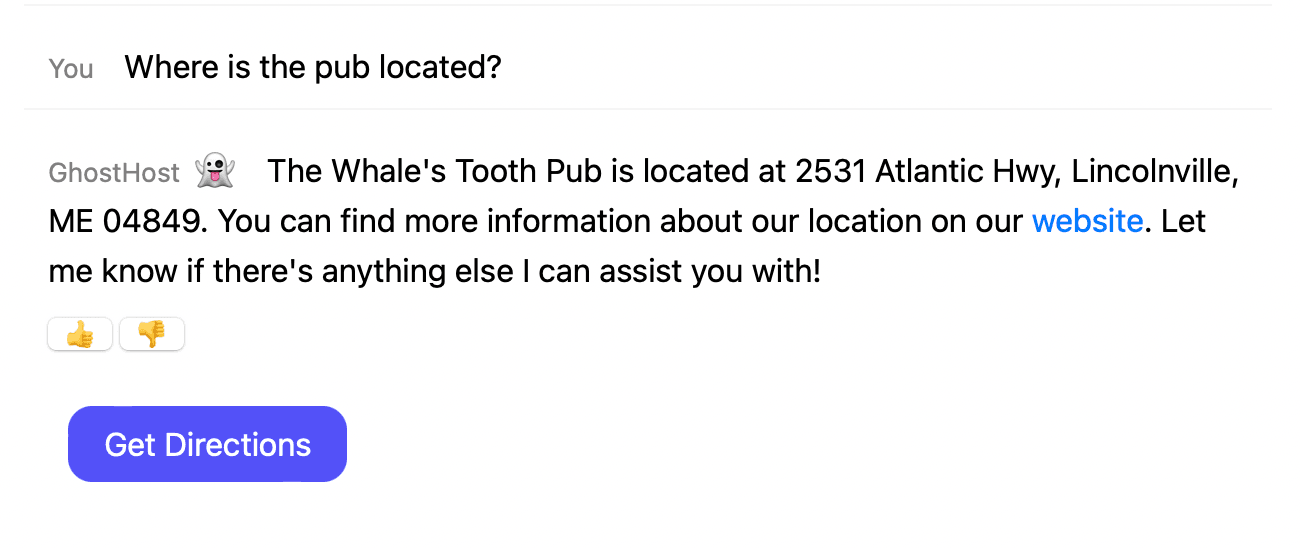 You Where is the pub located?
GhostHost 👻 The Whale's Tooth Pub is located at 2531 Atlantic Hwy, Lincolnville,
ME 04849. You can find more information about our location on our website. Let
me know if there's anything else I can assist you with!
👍 👎
Get Directions